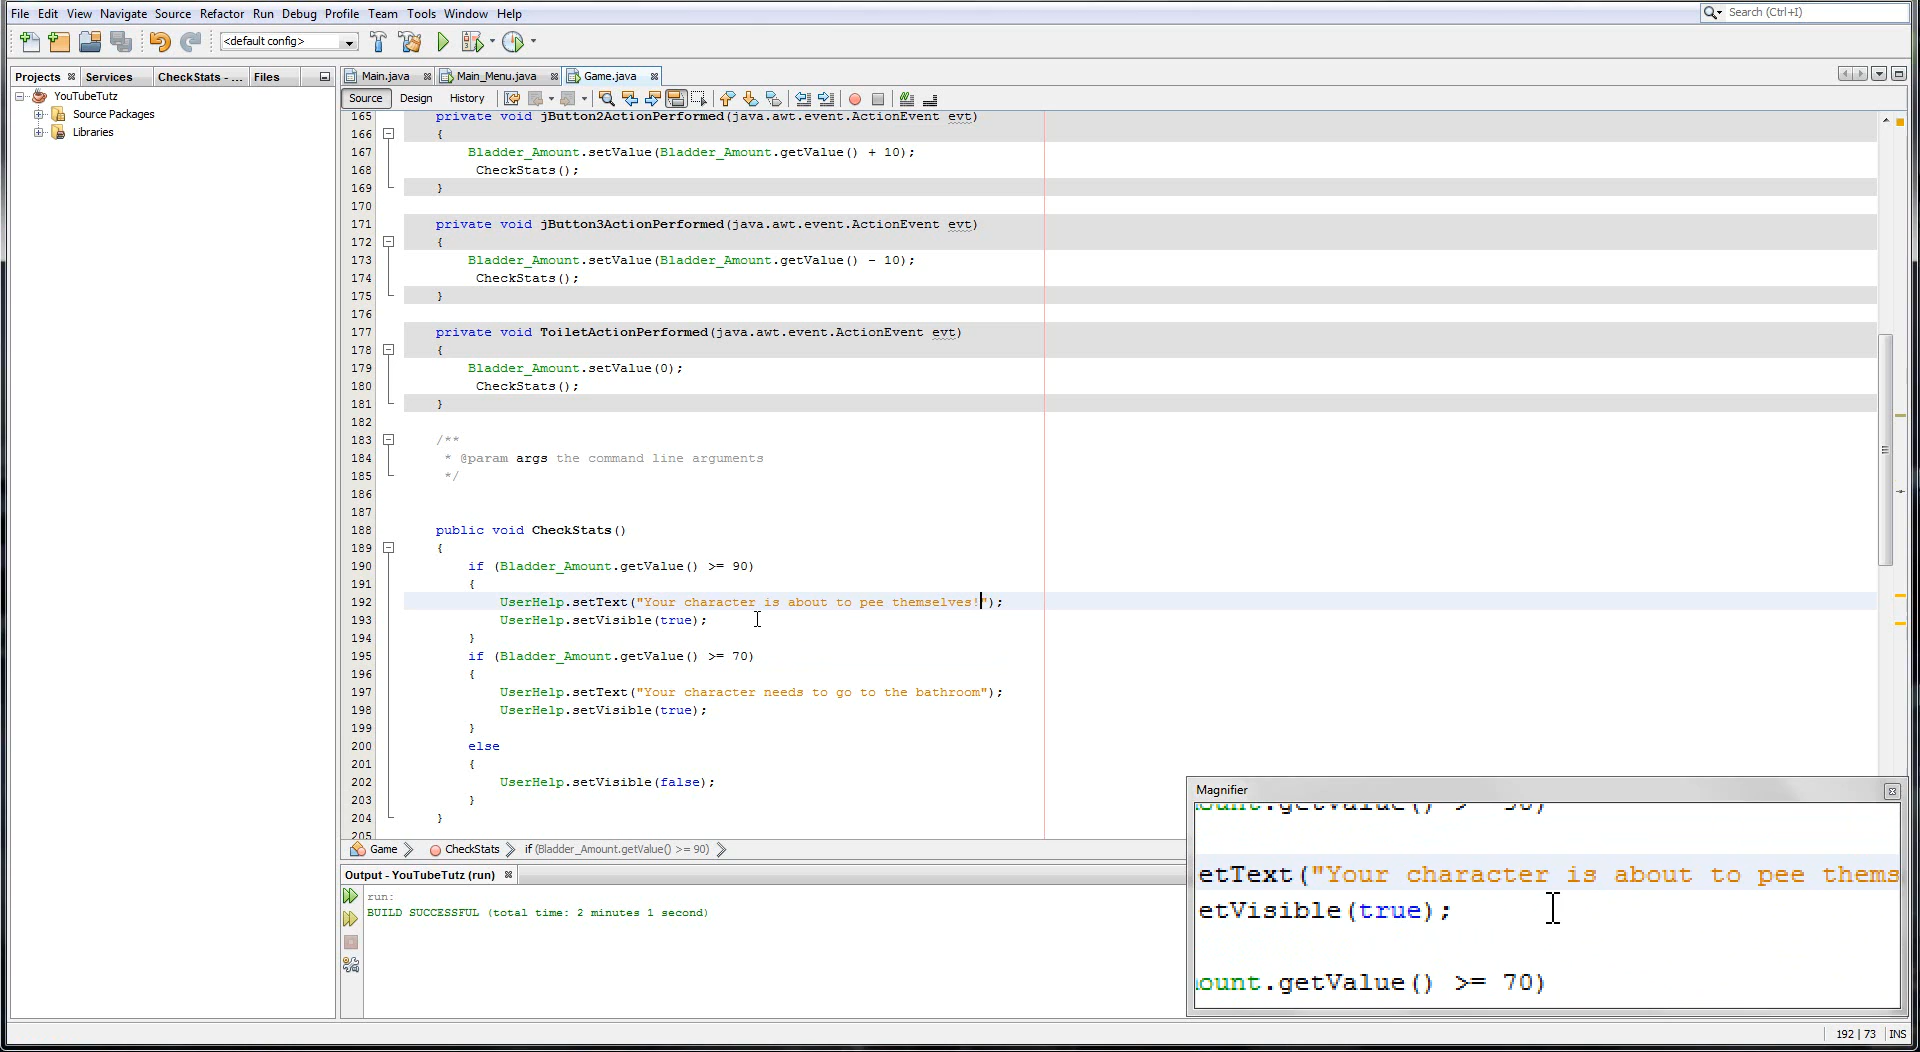 File Edit View Navigate Source Refactor Run Debug Profile Team Tools Window Help
Search (Ctrl+I)
<default config>
Projects Services CheckStats - ... Files
Main.java Main_Menu.java Game.java
YouTubeTutz
Source Packages
Libraries
Source Design History
165 private void jButton2ActionPerformed(java.awt.event.ActionEvent evt)
166 {
167 Bladder_Amount.setValue(Bladder_Amount.getValue() + 10);
168 CheckStats();
169 }
170
171 private void jButton3ActionPerformed(java.awt.event.ActionEvent evt)
172 {
173 Bladder_Amount.setValue(Bladder_Amount.getValue() - 10);
174 CheckStats();
175 }
176
177 private void ToiletActionPerformed(java.awt.event.ActionEvent evt)
178 {
179 Bladder_Amount.setValue(0);
180 CheckStats();
181 }
182
183 /**
184 * @param args the command line arguments
185 */
186
187
188 public void CheckStats()
189 {
190 if (Bladder_Amount.getValue() >= 90)
191 {
192 UserHelp.setText("Your character is about to pee themselves!");
193 UserHelp.setVisible(true);
194 }
195 if (Bladder_Amount.getValue() >= 70)
196 {
197 UserHelp.setText("Your character needs to go to the bathroom");
198 UserHelp.setVisible(true);
199 }
200 else
201 {
202 UserHelp.setVisible(false);
203 }
204 }
205
Game CheckStats if (Bladder_Amount.getValue() >= 90)
Output - YouTubeTutz (run)
run:
BUILD SUCCESSFUL (total time: 2 minutes 1 second)
Magnifier
etText("Your character is about to pee thems
etVisible(true);
ount.getValue() >= 70)
192 | 73 INS